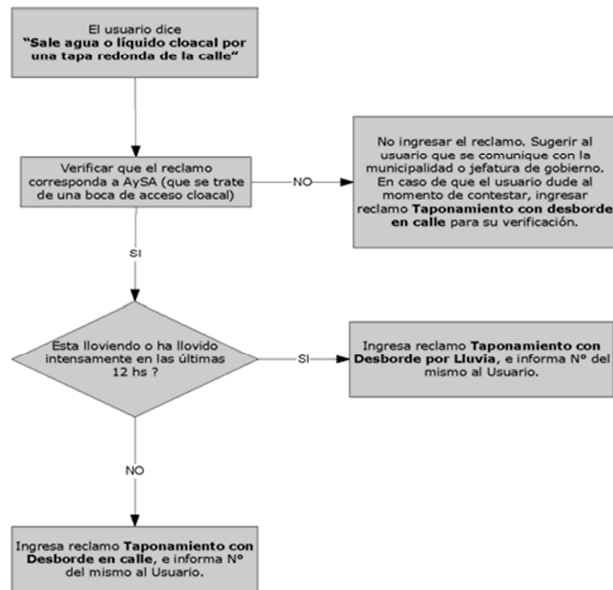 El usuario dice
"Sale agua o líquido cloacal por
una tapa redonda de la calle"
Verificar que el reclamo
corresponda a AySA (que se trate
de una boca de acceso cloacal)
NO
No ingresar el reclamo. Sugerir al
usuario que se comunique con la
municipalidad o jefatura de gobierno.
En caso de que el usuario dude al
momento de contestar, ingresar
reclamo Taponamiento con desborde
en calle para su verificación.
SI
Esta lloviendo o ha llovido
intensamente en las últimas
12 hs ?
SI
Ingresa reclamo Taponamiento con
Desborde por Lluvia, e informa N° del
mismo al Usuario.
NO
Ingresa reclamo Taponamiento con
Desborde en calle, e informa N°
del mismo al Usuario.